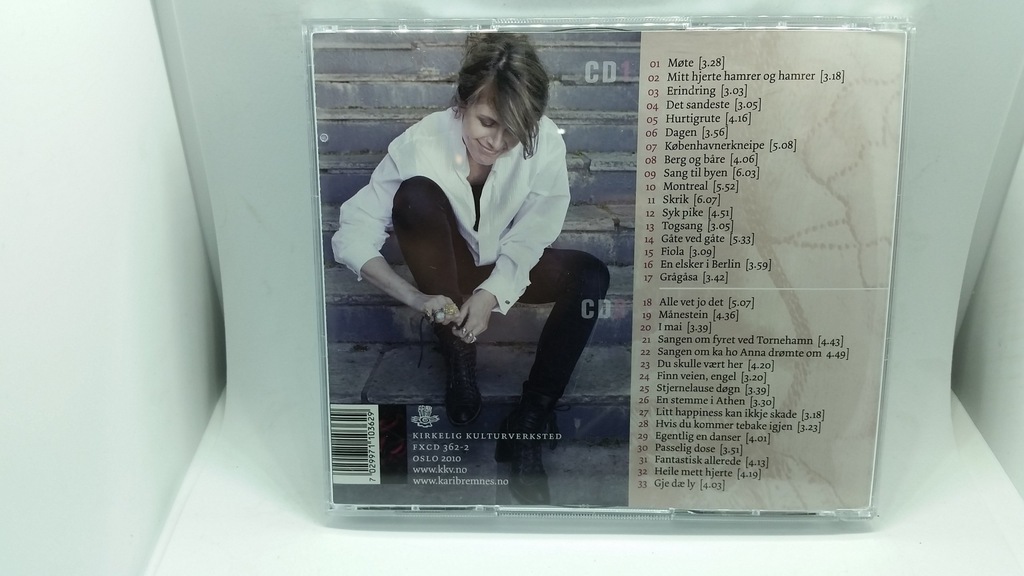 CD1
01 Møte [3.28]
02 Mitt hjerte hamrer og hamrer [3.18]
03 Erindring [3.03]
04 Det sandeste [3.05]
05 Hurtigrute [4.16]
06 Dagen [3.56]
07 Københavnerkneipe [5.08]
08 Berg og båre [4.06]
09 Sang til byen [6.03]
10 Montreal [5.52]
11 Skrik [6.07]
12 Syk pike [4.51]
13 Togsang [3.05]
14 Gåte ved gåte [5.33]
15 Fiola [3.09]
16 En elsker i Berlin [3.59]
17 Grågåsa [3.42]
CD
18 Alle vet jo det [5.07]
19 Månestein [4.36]
20 I mai [3.39]
21 Sangen om fyret ved Tornehamn [4.43]
22 Sangen om ka ho Anna drømte om 4.49]
23 Du skulle vært her [4.20]
24 Finn veien, engel [3.20]
25 Stjernelause døgn [3.39]
26 En stemme i Athen [3.30]
27 Litt happiness kan ikkje skade [3.18]
28 Hvis du kommer tebake igjen [3.23]
29 Egentlig en danser [4.01]
30 Passelig dose [3.51]
31 Fantastisk allerede [4.13]
32 Heile mett hjerte [4.19]
33 Gje dæ ly [4.03]
7 029971 103629
KIRKELIG KULTURVERKSTED
FXCD 362-2
OSLO 2010
www.kkv.no
www.karibremnes.no